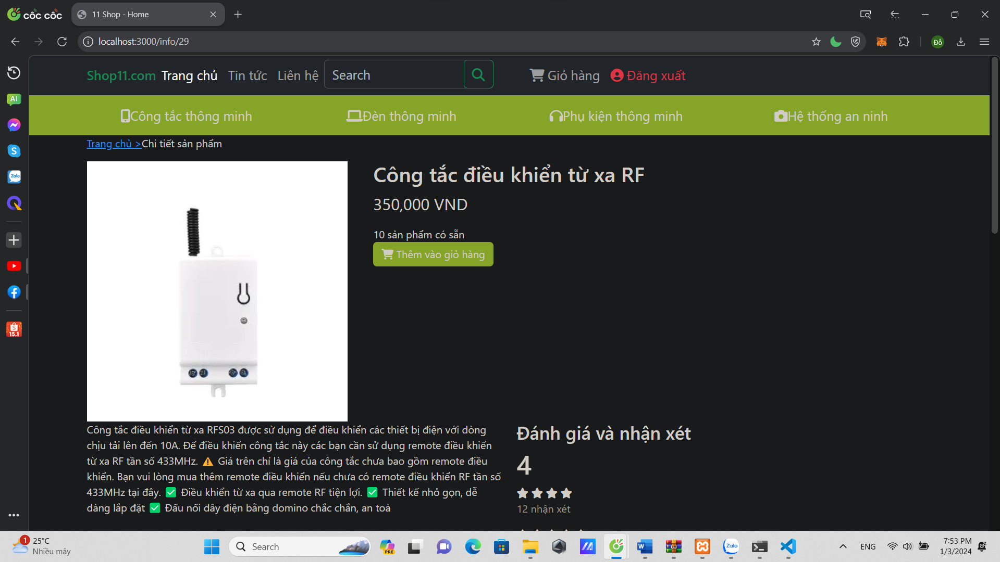 cốc cốc
11 Shop - Home
localhost:3000/info/29
Đỗ
Shop11.com Trang chủ Tin tức Liên hệ Search Giỏ hàng Đăng xuất
AI
Công tắc thông minh Đèn thông minh Phụ kiện thông minh Hệ thống an ninh
Trang chủ >Chi tiết sản phẩm
Zalo
Công tắc điều khiển từ xa RF
350,000 VND
10 sản phẩm có sẵn
Thêm vào giỏ hàng
15.1
Công tắc điều khiển từ xa RFS03 được sử dụng để điều khiển các thiết bị điện với dòng
chịu tải lên đến 10A. Để điều khiển công tắc này các bạn cần sử dụng remote điều khiển
từ xa RF tần số 433MHz. ⚠️ Giá trên chỉ là giá của công tắc chưa bao gồm remote điều
khiển. Bạn vui lòng mua thêm remote điều khiển nếu chưa có remote điều khiển RF tần số
433MHz tại đây. ✅ Điều khiển từ xa qua remote RF tiện lợi. ✅ Thiết kế nhỏ gọn, dễ
dàng lắp đặt ✅ Đấu nối dây điện bằng domino chắc chắn, an toà
Đánh giá và nhận xét
4
12 nhận xét
1
25°C
Nhiều mây
Search
PRE
Zalo
ENG
7:53 PM
1/3/2024